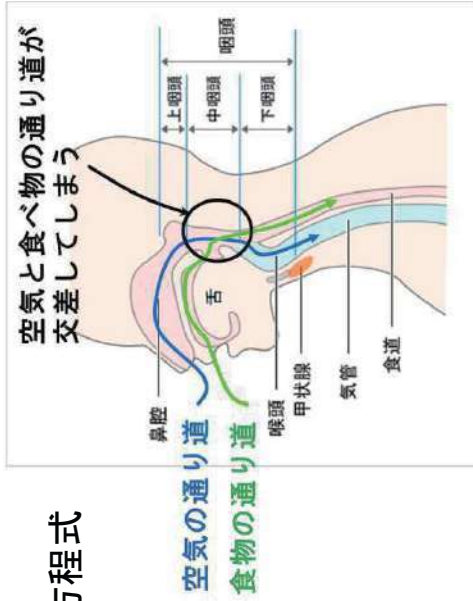 方程式
空気と食べ物の通り道が
交差してしまう
鼻腔
上咽頭
中咽頭
下咽頭
咽頭
舌
空気の通り道
食物の通り道
喉頭
甲状腺
気管
食道